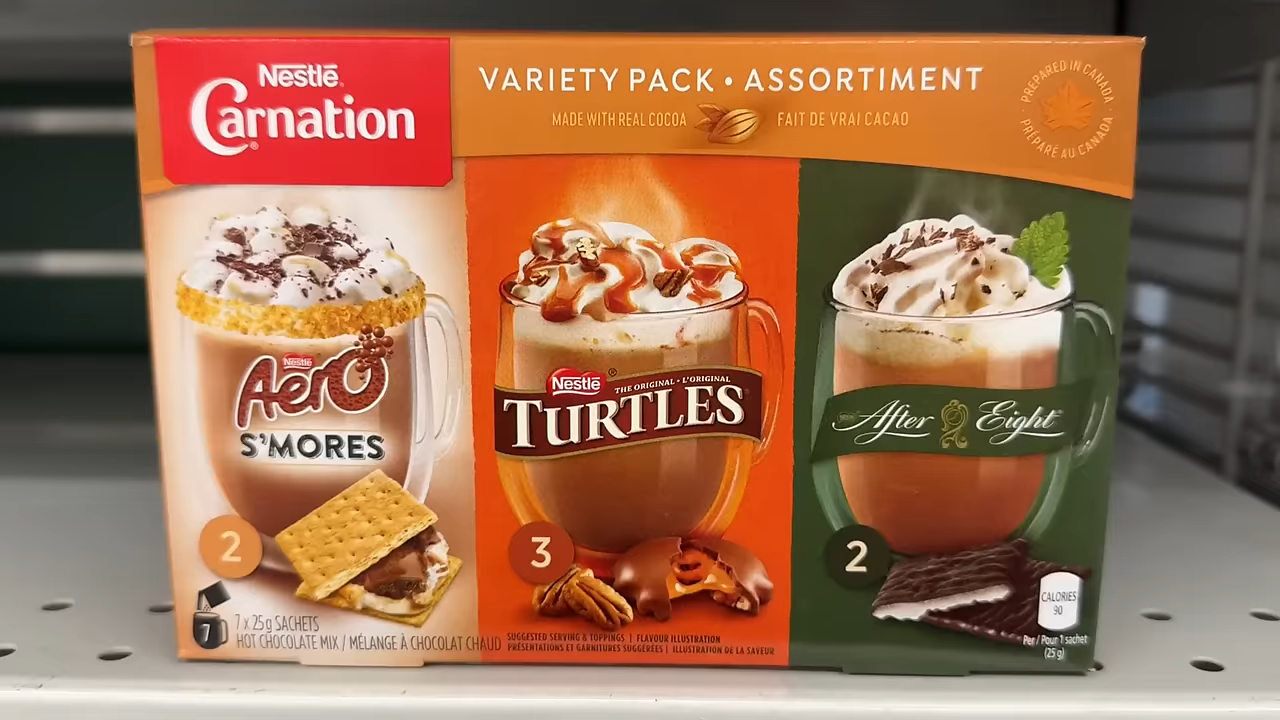 Nestlé
Carnation
VARIETY PACK • ASSORTIMENT
MADE WITH REAL COCOA
FAIT DE VRAI CACAO
PREPARED IN CANADA
PRÉPARÉ AU CANADA
Nestlé
Aero
S'MORES
2
7
7 x 25 g SACHETS
HOT CHOCOLATE MIX / MÉLANGE À CHOCOLAT CHAUD
Nestlé
THE ORIGINAL • L'ORIGINAL
TURTLES
3
SUGGESTED SERVING & TOPPINGS | FLAVOUR ILLUSTRATION
PRÉSENTATIONS ET GARNITURES SUGGÉRÉES | ILLUSTRATION DE LA SAVEUR
After Eight
2
CALORIES
90
Per / Pour 1 sachet
(25 g)